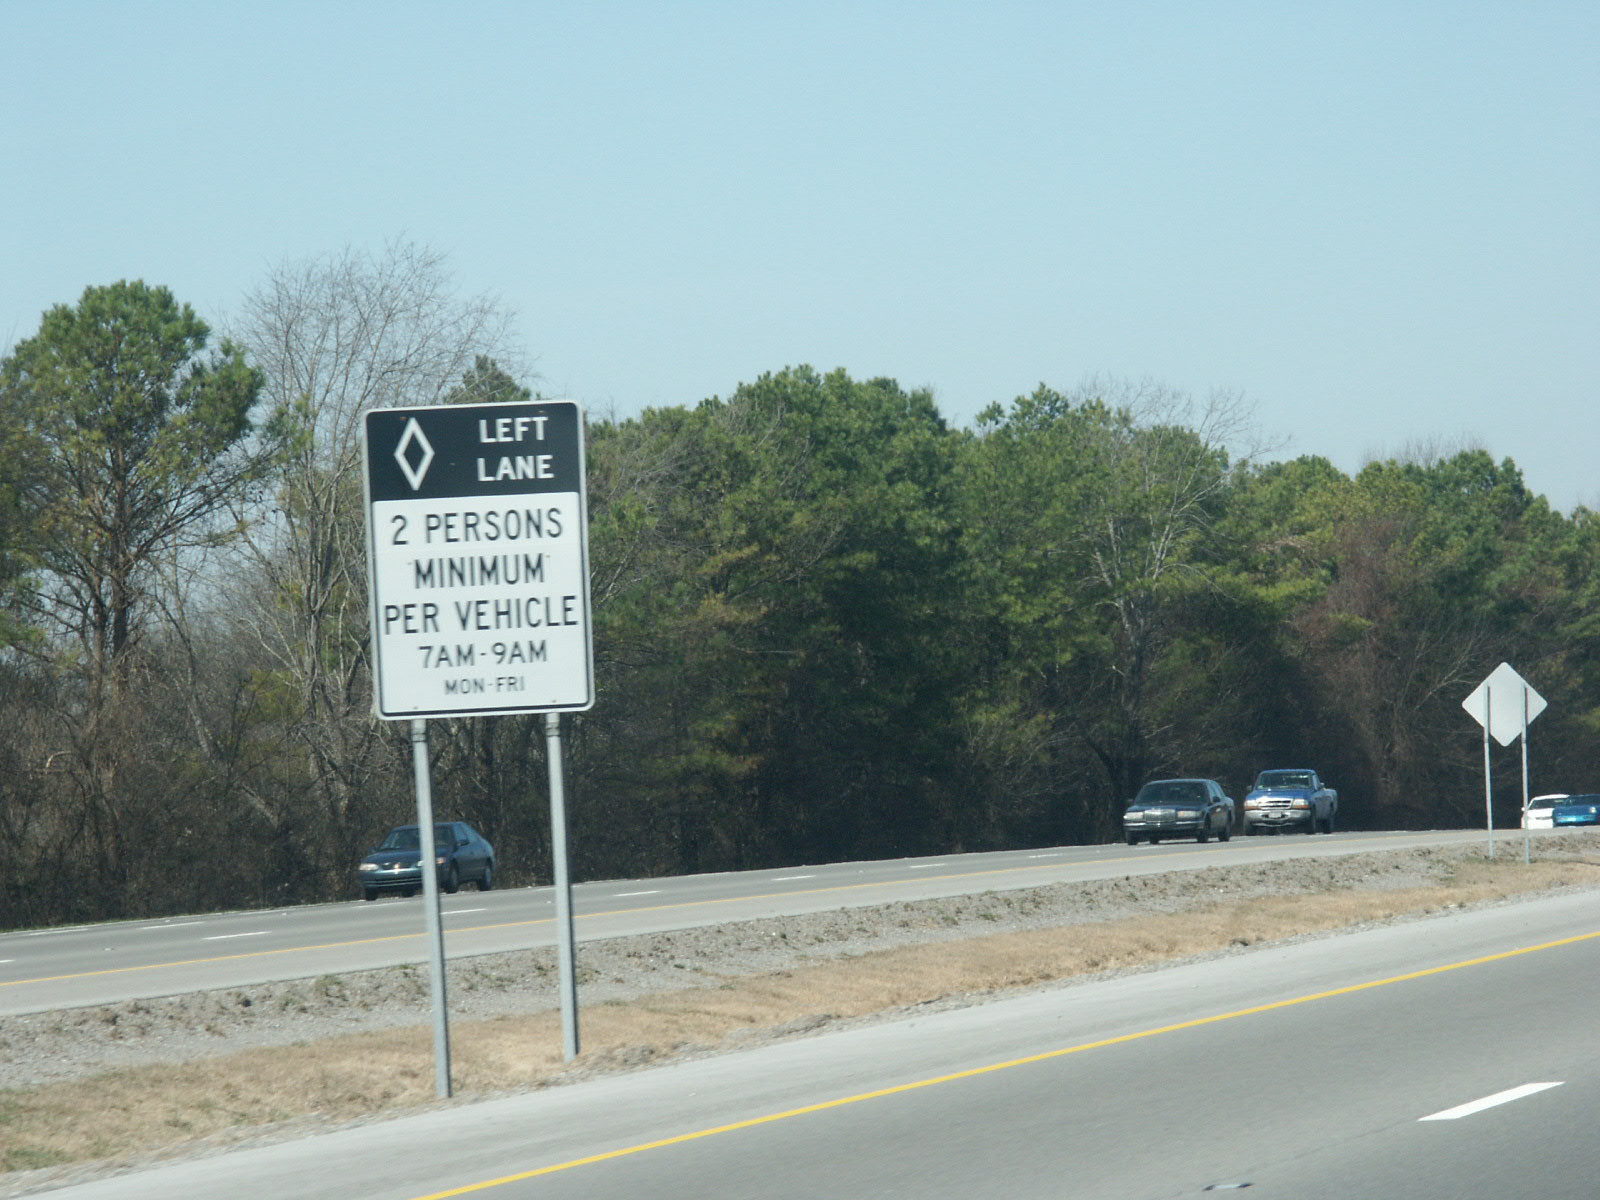 LEFT
LANE
2 PERSONS
MINIMUM
PER VEHICLE
7AM-9AM
MON-FRI